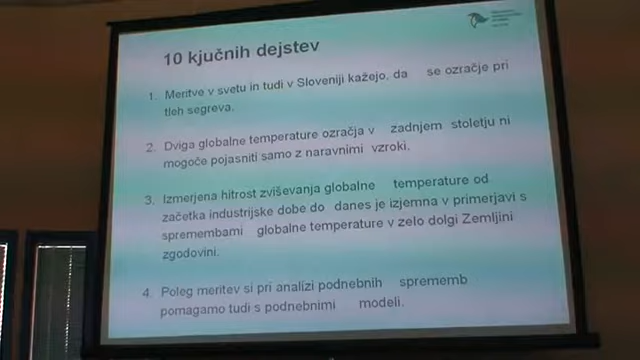 10 kjučnih dejstev
1. Meritve v svetu in tudi v Sloveniji kažejo, da se ozračje pri
tleh segreva.
2. Dviga globalne temperature ozračja v zadnjem stoletju ni
mogoče pojasniti samo z naravnimi vzroki.
3. Izmerjena hitrost zviševanja globalne temperature od
začetka industrijske dobe do danes je izjemna v primerjavi s
spremembami globalne temperature v zelo dolgi Zemljini
zgodovini.
4. Poleg meritev si pri analizi podnebnih sprememb
pomagamo tudi s podnebnimi modeli.